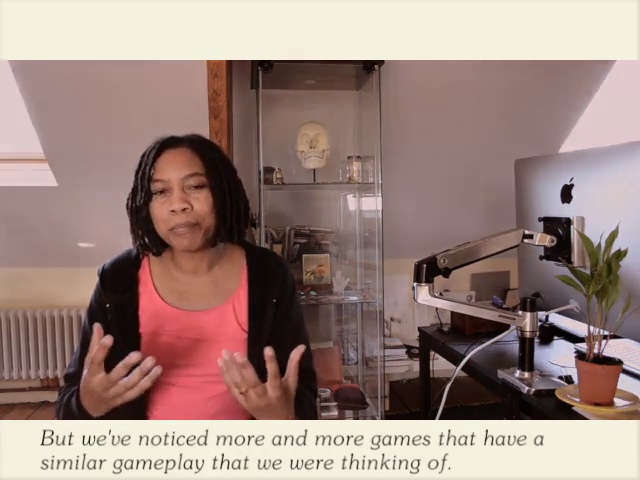 But we've noticed more and more games that have a
similar gameplay that we were thinking of.